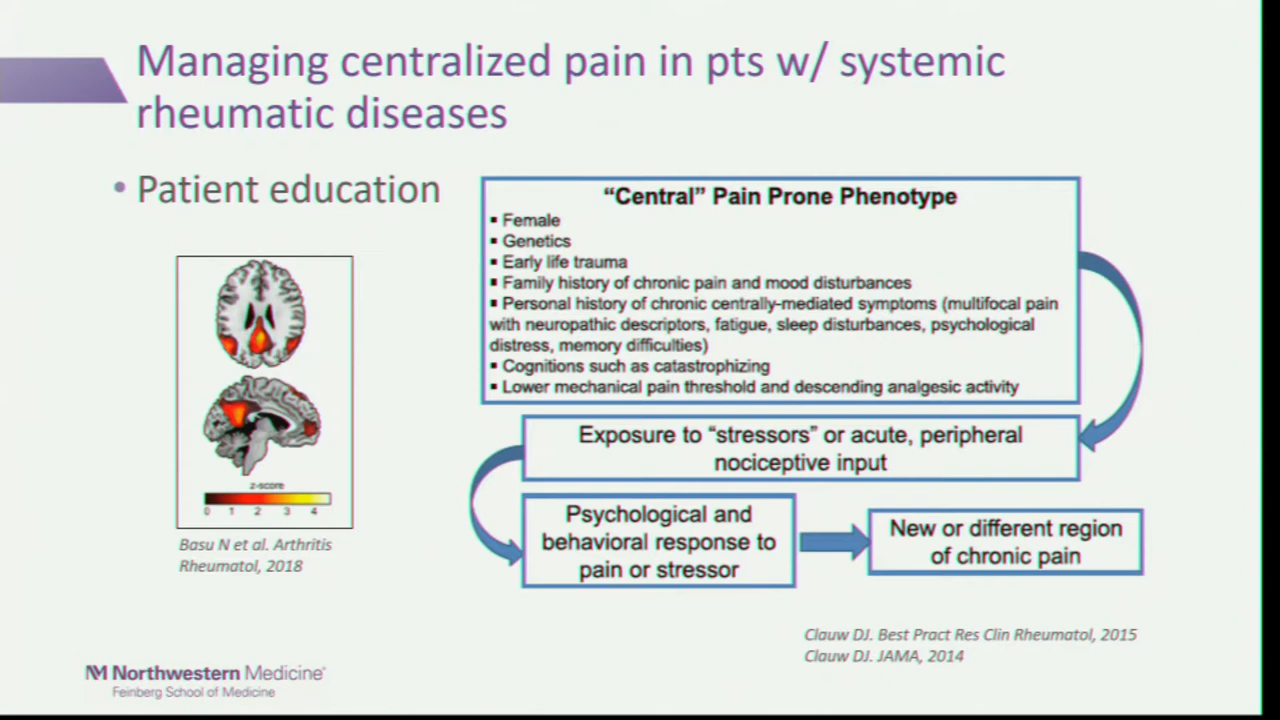 Managing centralized pain in pts w/ systemic
rheumatic diseases
• Patient education
"Central" Pain Prone Phenotype
▪ Female
▪ Genetics
▪ Early life trauma
▪ Family history of chronic pain and mood disturbances
▪ Personal history of chronic centrally-mediated symptoms (multifocal pain
with neuropathic descriptors, fatigue, sleep disturbances, psychological
distress, memory difficulties)
▪ Cognitions such as catastrophizing
▪ Lower mechanical pain threshold and descending analgesic activity
Exposure to "stressors" or acute, peripheral
nociceptive input
Psychological and
behavioral response to
pain or stressor
New or different region
of chronic pain
z-score
0 1 2 3 4
Basu N et al. Arthritis
Rheumatol, 2018
Clauw DJ. Best Pract Res Clin Rheumatol, 2015
Clauw DJ. JAMA, 2014
M Northwestern Medicine®
Feinberg School of Medicine